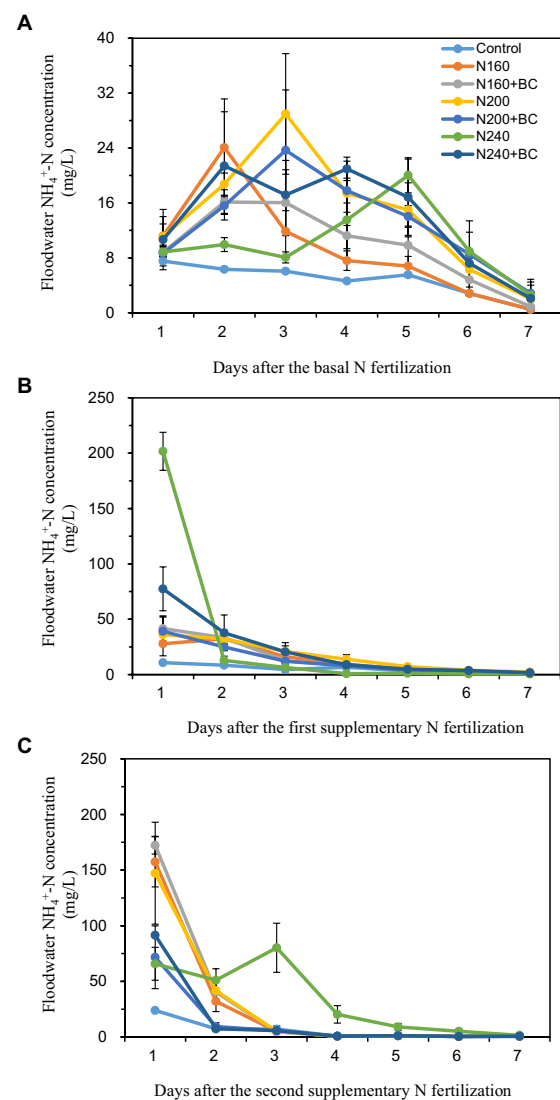 A
Floodwater NH₄⁺-N concentration
(mg/L)
40
32
24
16
8
0
Control
N160
N160+BC
N200
N200+BC
N240
N240+BC
1 2 3 4 5 6 7
Days after the basal N fertilization
B
Floodwater NH₄⁺-N concentration
(mg/L)
250
200
150
100
50
0
1 2 3 4 5 6 7
Days after the first supplementary N fertilization
C
Floodwater NH₄⁺-N concentration
(mg/L)
250
200
150
100
50
0
1 2 3 4 5 6 7
Days after the second supplementary N fertilization